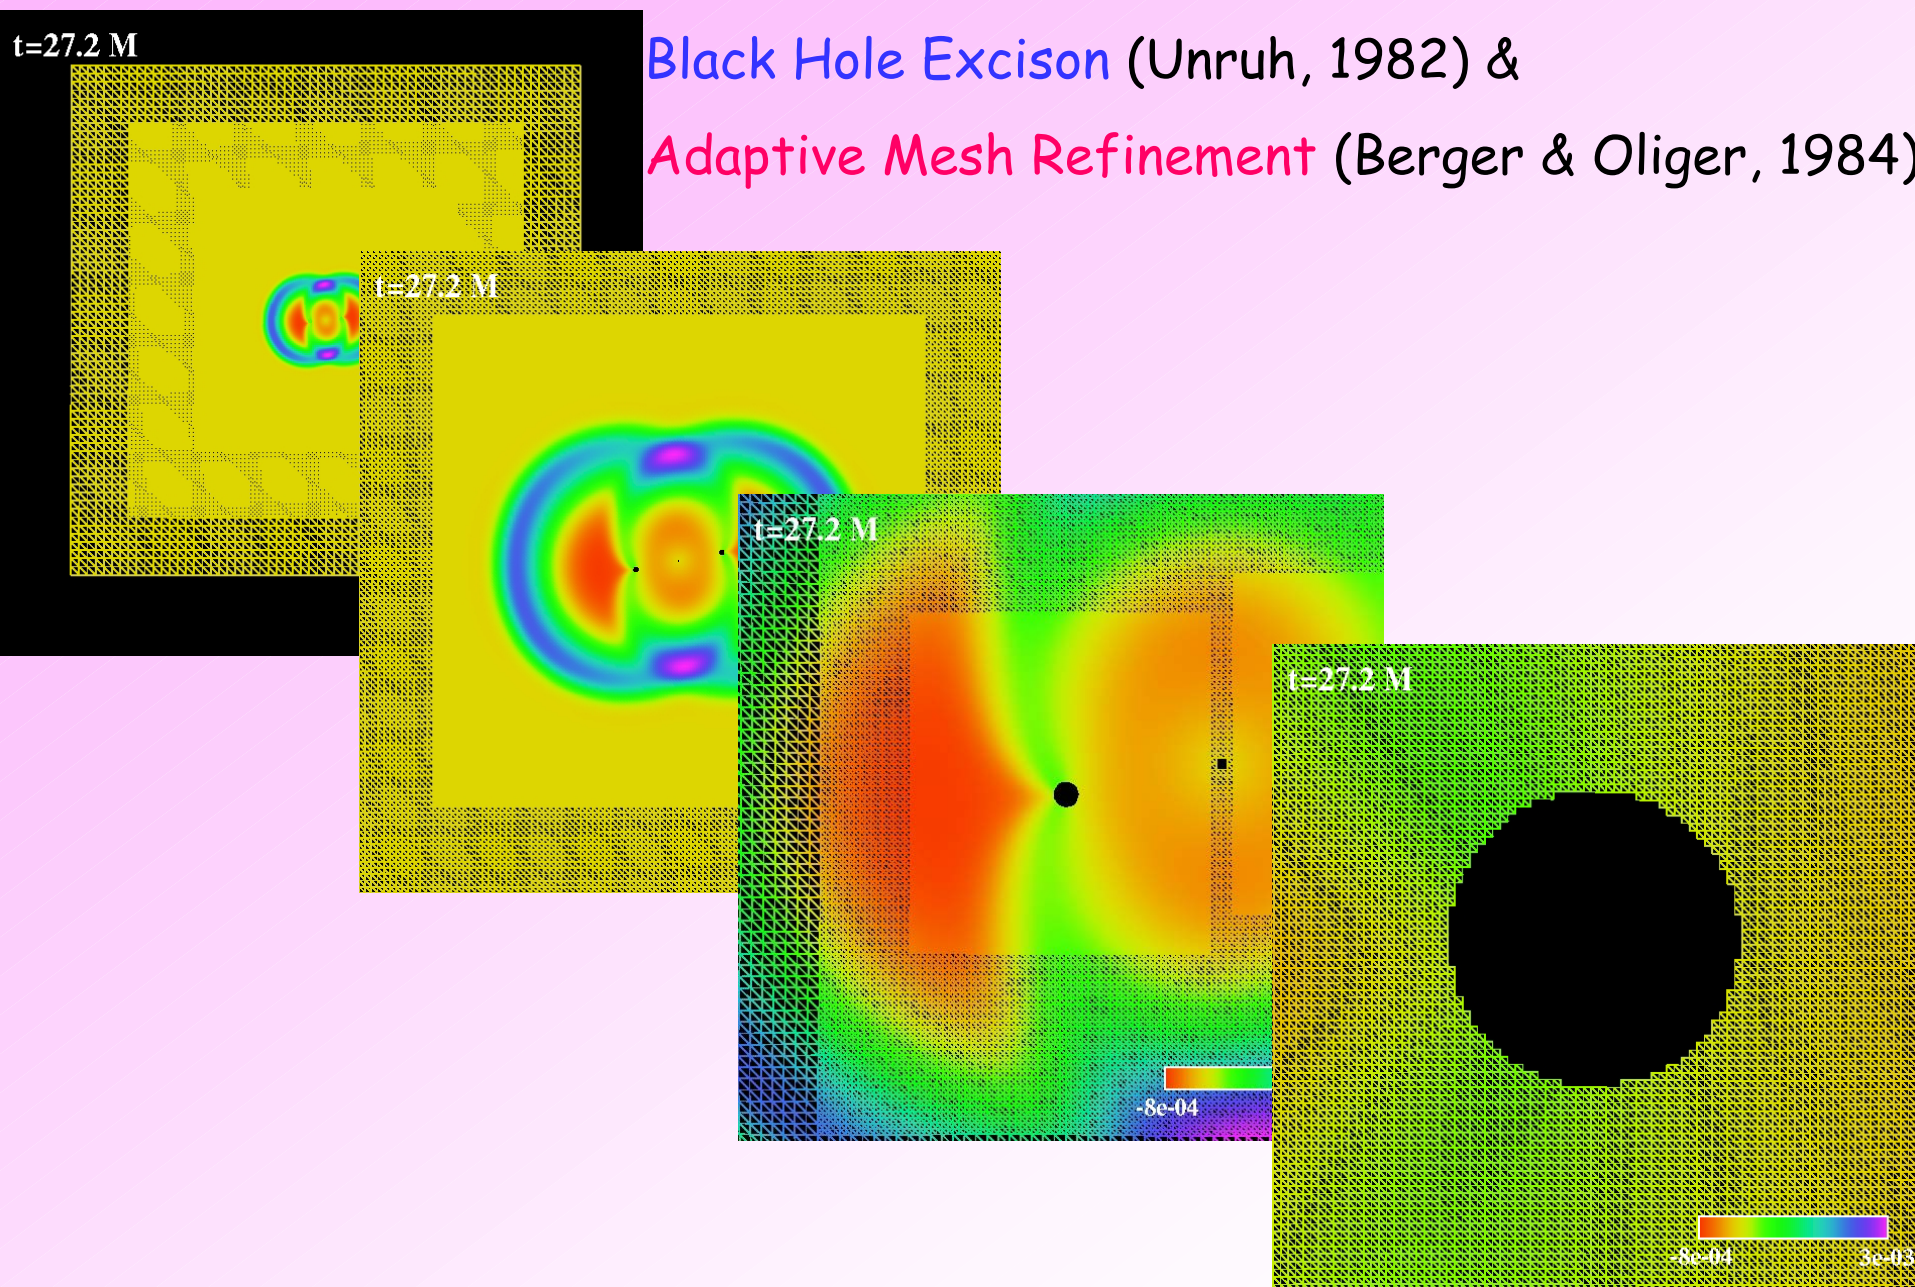 t=27.2 M
Black Hole Excison (Unruh, 1982) &
Adaptive Mesh Refinement (Berger & Oliger, 1984)
t=27.2 M
t=27.2 M
t=27.2 M
-8e-04
-8e-04 3e-03